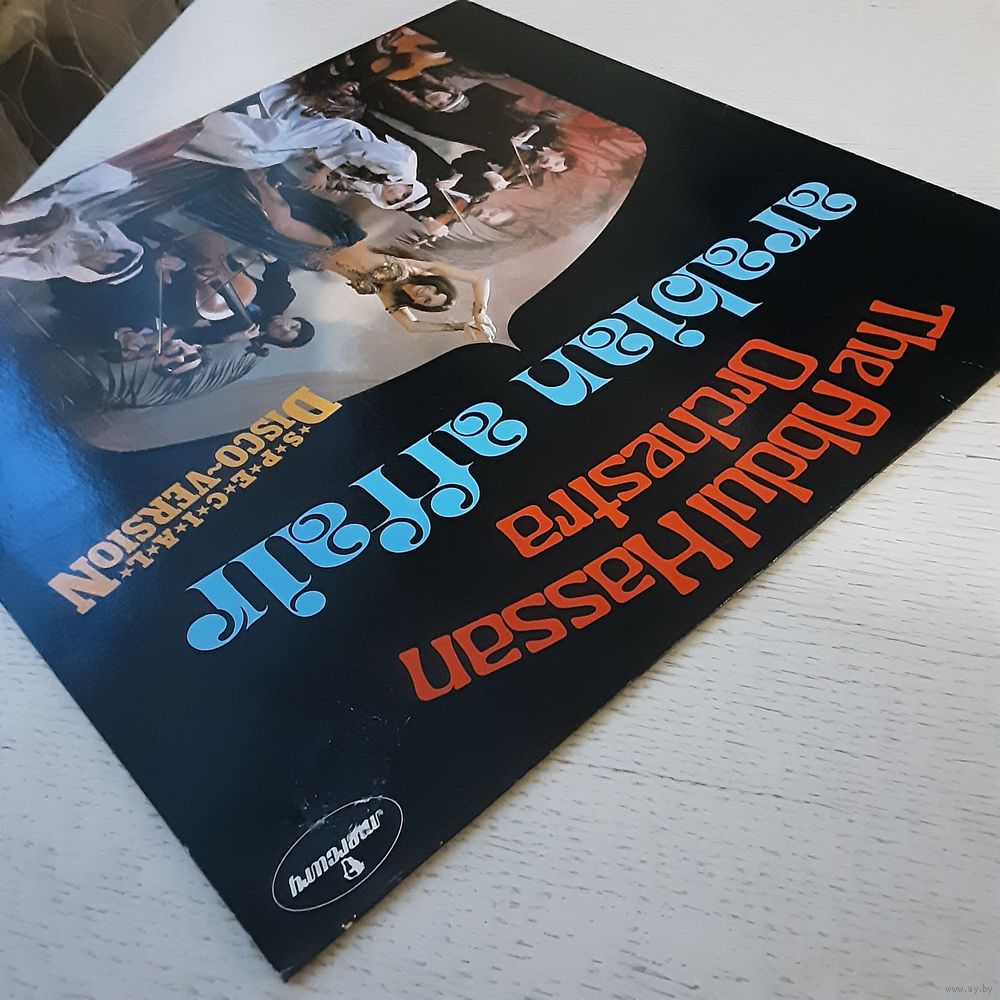 The Abdul Hassan
Orchestra
arabian affair
S★P★E★C★I★A★L★
DISCO~VERSION
mercury
www.ay.by